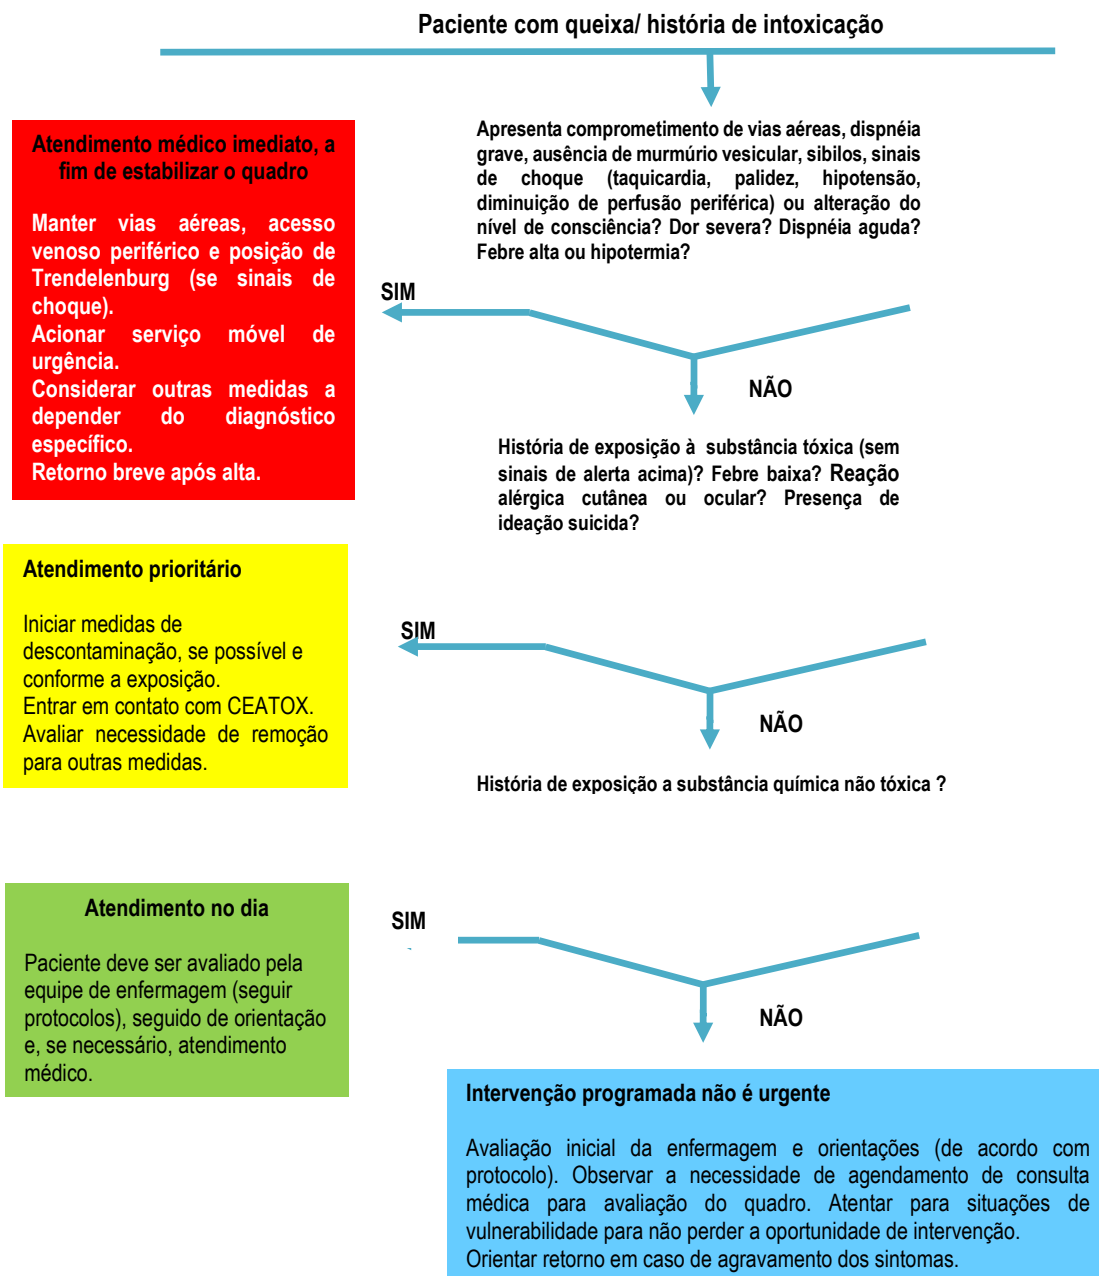 Paciente com queixa/ história de intoxicação
Apresenta comprometimento de vias aéreas, dispnéia
grave, ausência de murmúrio vesicular, sibilos, sinais
de choque (taquicardia, palidez, hipotensão,
diminuição de perfusão periférica) ou alteração do
nível de consciência? Dor severa? Dispnéia aguda?
Febre alta ou hipotermia?
SIM
Atendimento médico imediato, a
fim de estabilizar o quadro
Manter vias aéreas, acesso
venoso periférico e posição de
Trendelenburg (se sinais de
choque).
Acionar serviço móvel de
urgência.
Considerar outras medidas a
depender do diagnóstico
específico.
Retorno breve após alta.
NÃO
História de exposição à substância tóxica (sem
sinais de alerta acima)? Febre baixa? Reação
alérgica cutânea ou ocular? Presença de
ideação suicida?
SIM
Atendimento prioritário
Iniciar medidas de
descontaminação, se possível e
conforme a exposição.
Entrar em contato com CEATOX.
Avaliar necessidade de remoção
para outras medidas.
NÃO
História de exposição a substância química não tóxica ?
SIM
Atendimento no dia
Paciente deve ser avaliado pela
equipe de enfermagem (seguir
protocolos), seguido de orientação
e, se necessário, atendimento
médico.
NÃO
Intervenção programada não é urgente
Avaliação inicial da enfermagem e orientações (de acordo com
protocolo). Observar a necessidade de agendamento de consulta
médica para avaliação do quadro. Atentar para situações de
vulnerabilidade para não perder a oportunidade de intervenção.
Orientar retorno em caso de agravamento dos sintomas.